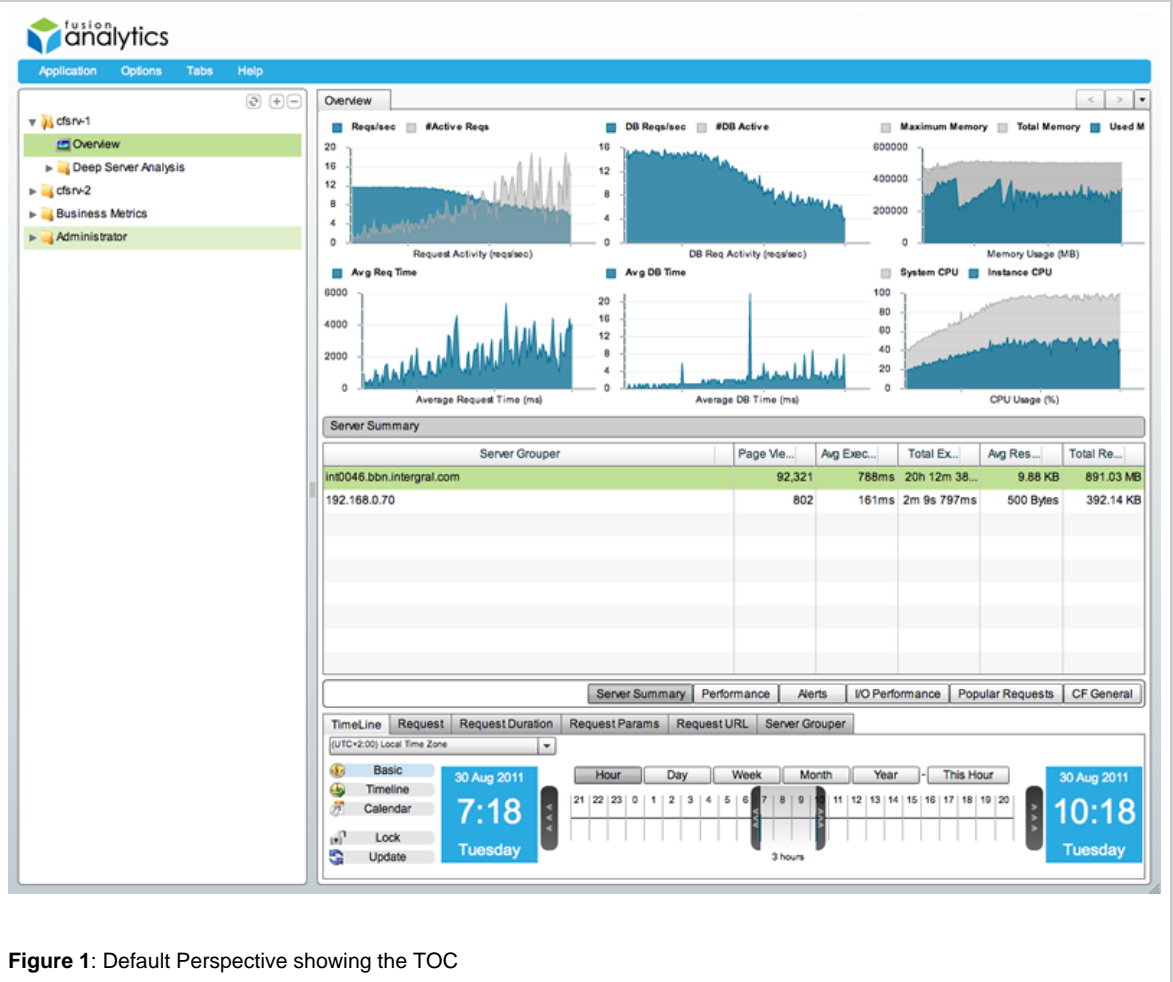 fusion
analytics
Application Options Tabs Help
cfsrv-1
Overview
Deep Server Analysis
cfsrv-2
Business Metrics
Administrator
Overview < >
Reqs/sec #Active Reqs
20
16
12
8
4
0
Request Activity (reqs/sec)
DB Reqs/sec #DB Active
16
12
8
4
0
DB Req Activity (reqs/sec)
Maximum Memory Total Memory Used M
600000
400000
200000
0
Memory Usage (MB)
Avg Req Time
6000
4000
2000
0
Average Request Time (ms)
Avg DB Time
20
16
12
8
4
0
Average DB Time (ms)
System CPU Instance CPU
100
80
60
40
20
0
CPU Usage (%)
Server Summary
Server Grouper Page Vie... Avg Exec... Total Ex... Avg Res... Total Re...
int0046.bbn.intergral.com 92,321 788ms 20h 12m 38... 9.88 KB 891.03 MB
192.168.0.70 802 161ms 2m 9s 797ms 500 Bytes 392.14 KB
Server Summary Performance Alerts I/O Performance Popular Requests CF General
TimeLine Request Request Duration Request Params Request URL Server Grouper
(UTC+2:00) Local Time Zone
Basic
Timeline
Calendar
Lock
Update
30 Aug 2011
7:18
Tuesday
Hour Day Week Month Year - This Hour
21 22 23 0 1 2 3 4 5 6 7 8 9 10 11 12 13 14 15 16 17 18 19 20
3 hours
30 Aug 2011
10:18
Tuesday
Figure 1: Default Perspective showing the TOC